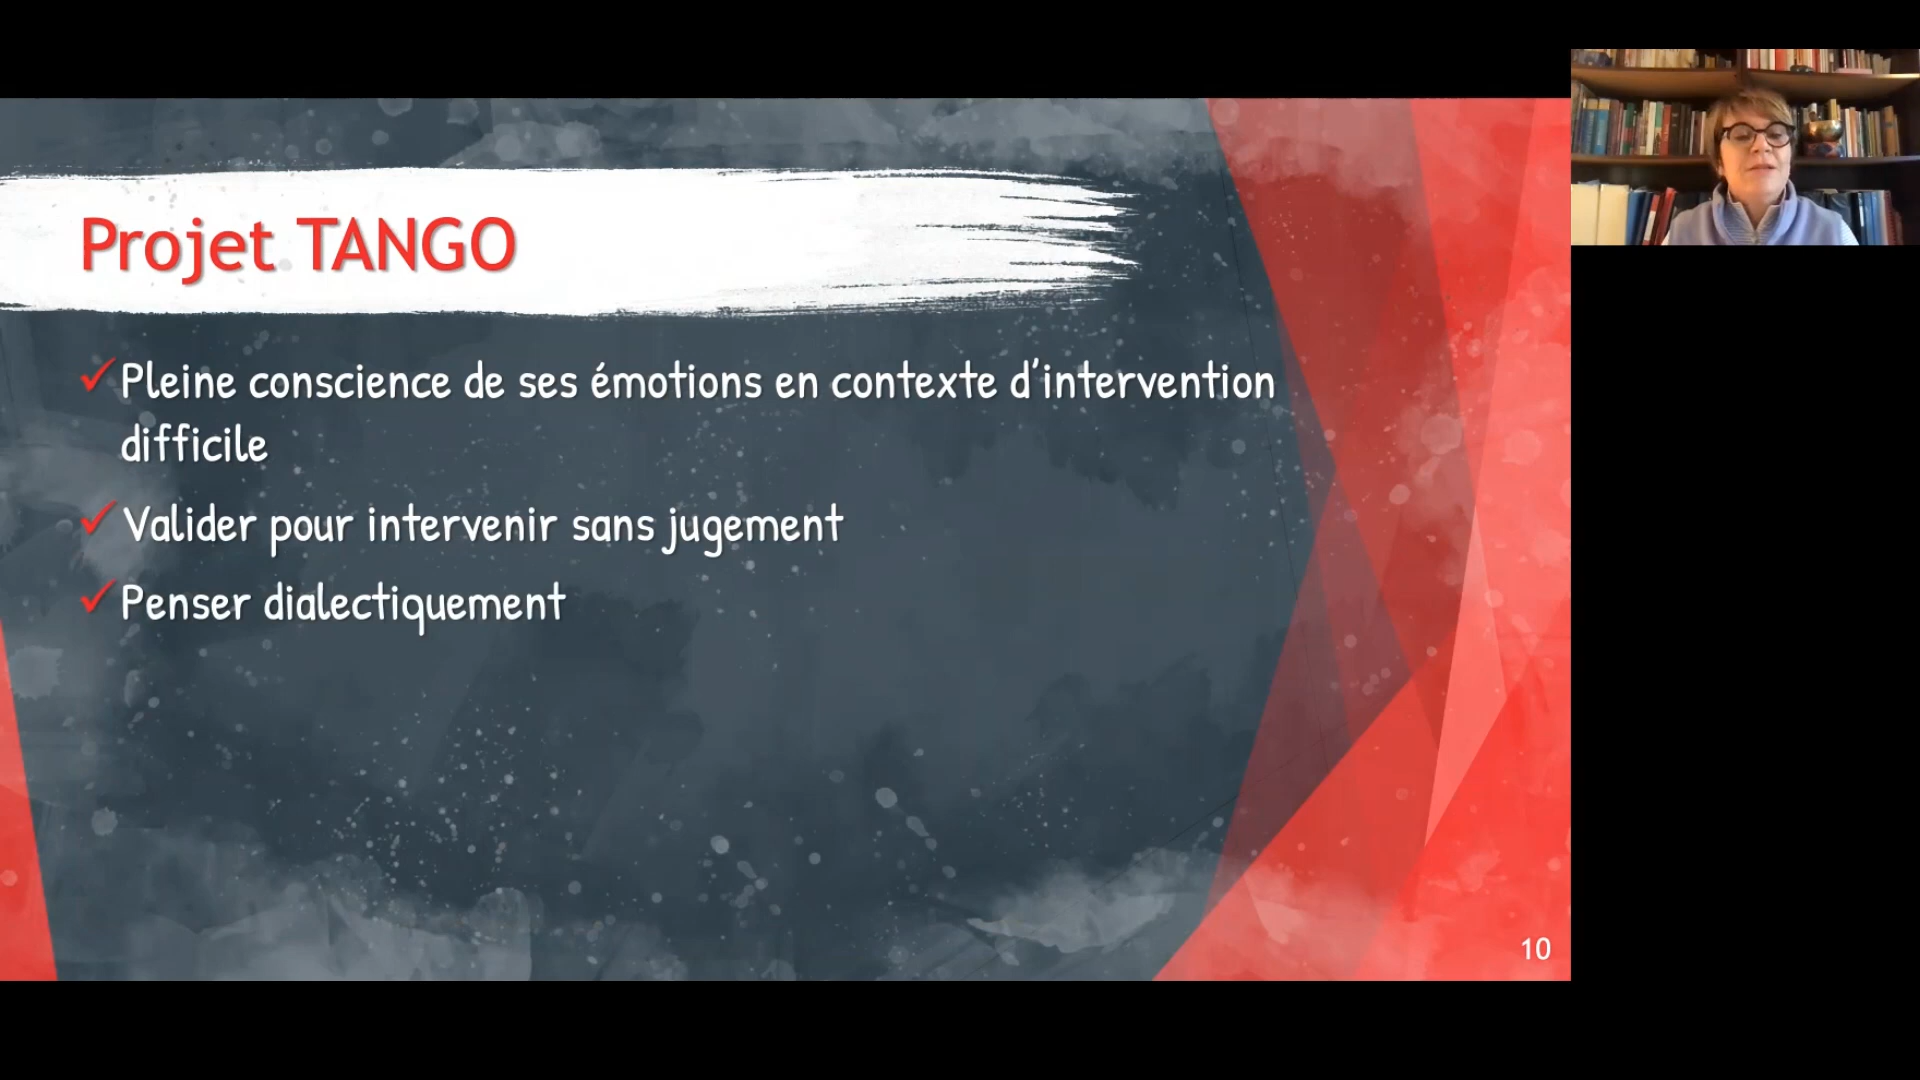 Projet TANGO
Pleine conscience de ses émotions en contexte d'intervention
difficile
Valider pour intervenir sans jugement
Penser dialectiquement
10